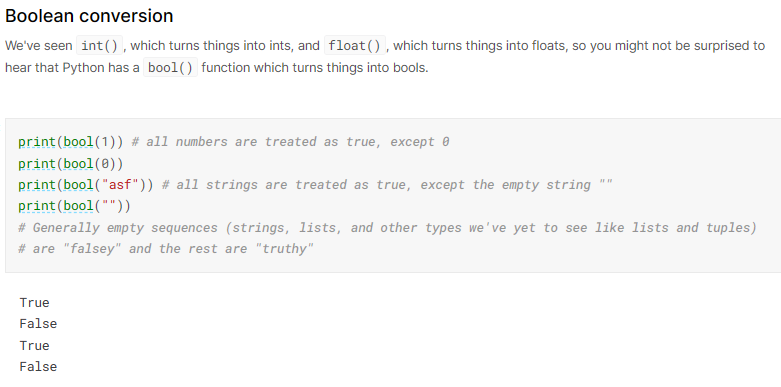 Boolean conversion
We've seen int() , which turns things into ints, and float() , which turns things into floats, so you might not be surprised to
hear that Python has a bool() function which turns things into bools.
print(bool(1)) # all numbers are treated as true, except 0
print(bool(0))
print(bool("asf")) # all strings are treated as true, except the empty string ""
print(bool(""))
# Generally empty sequences (strings, lists, and other types we've yet to see like lists and tuples)
# are "falsey" and the rest are "truthy"
True
False
True
False